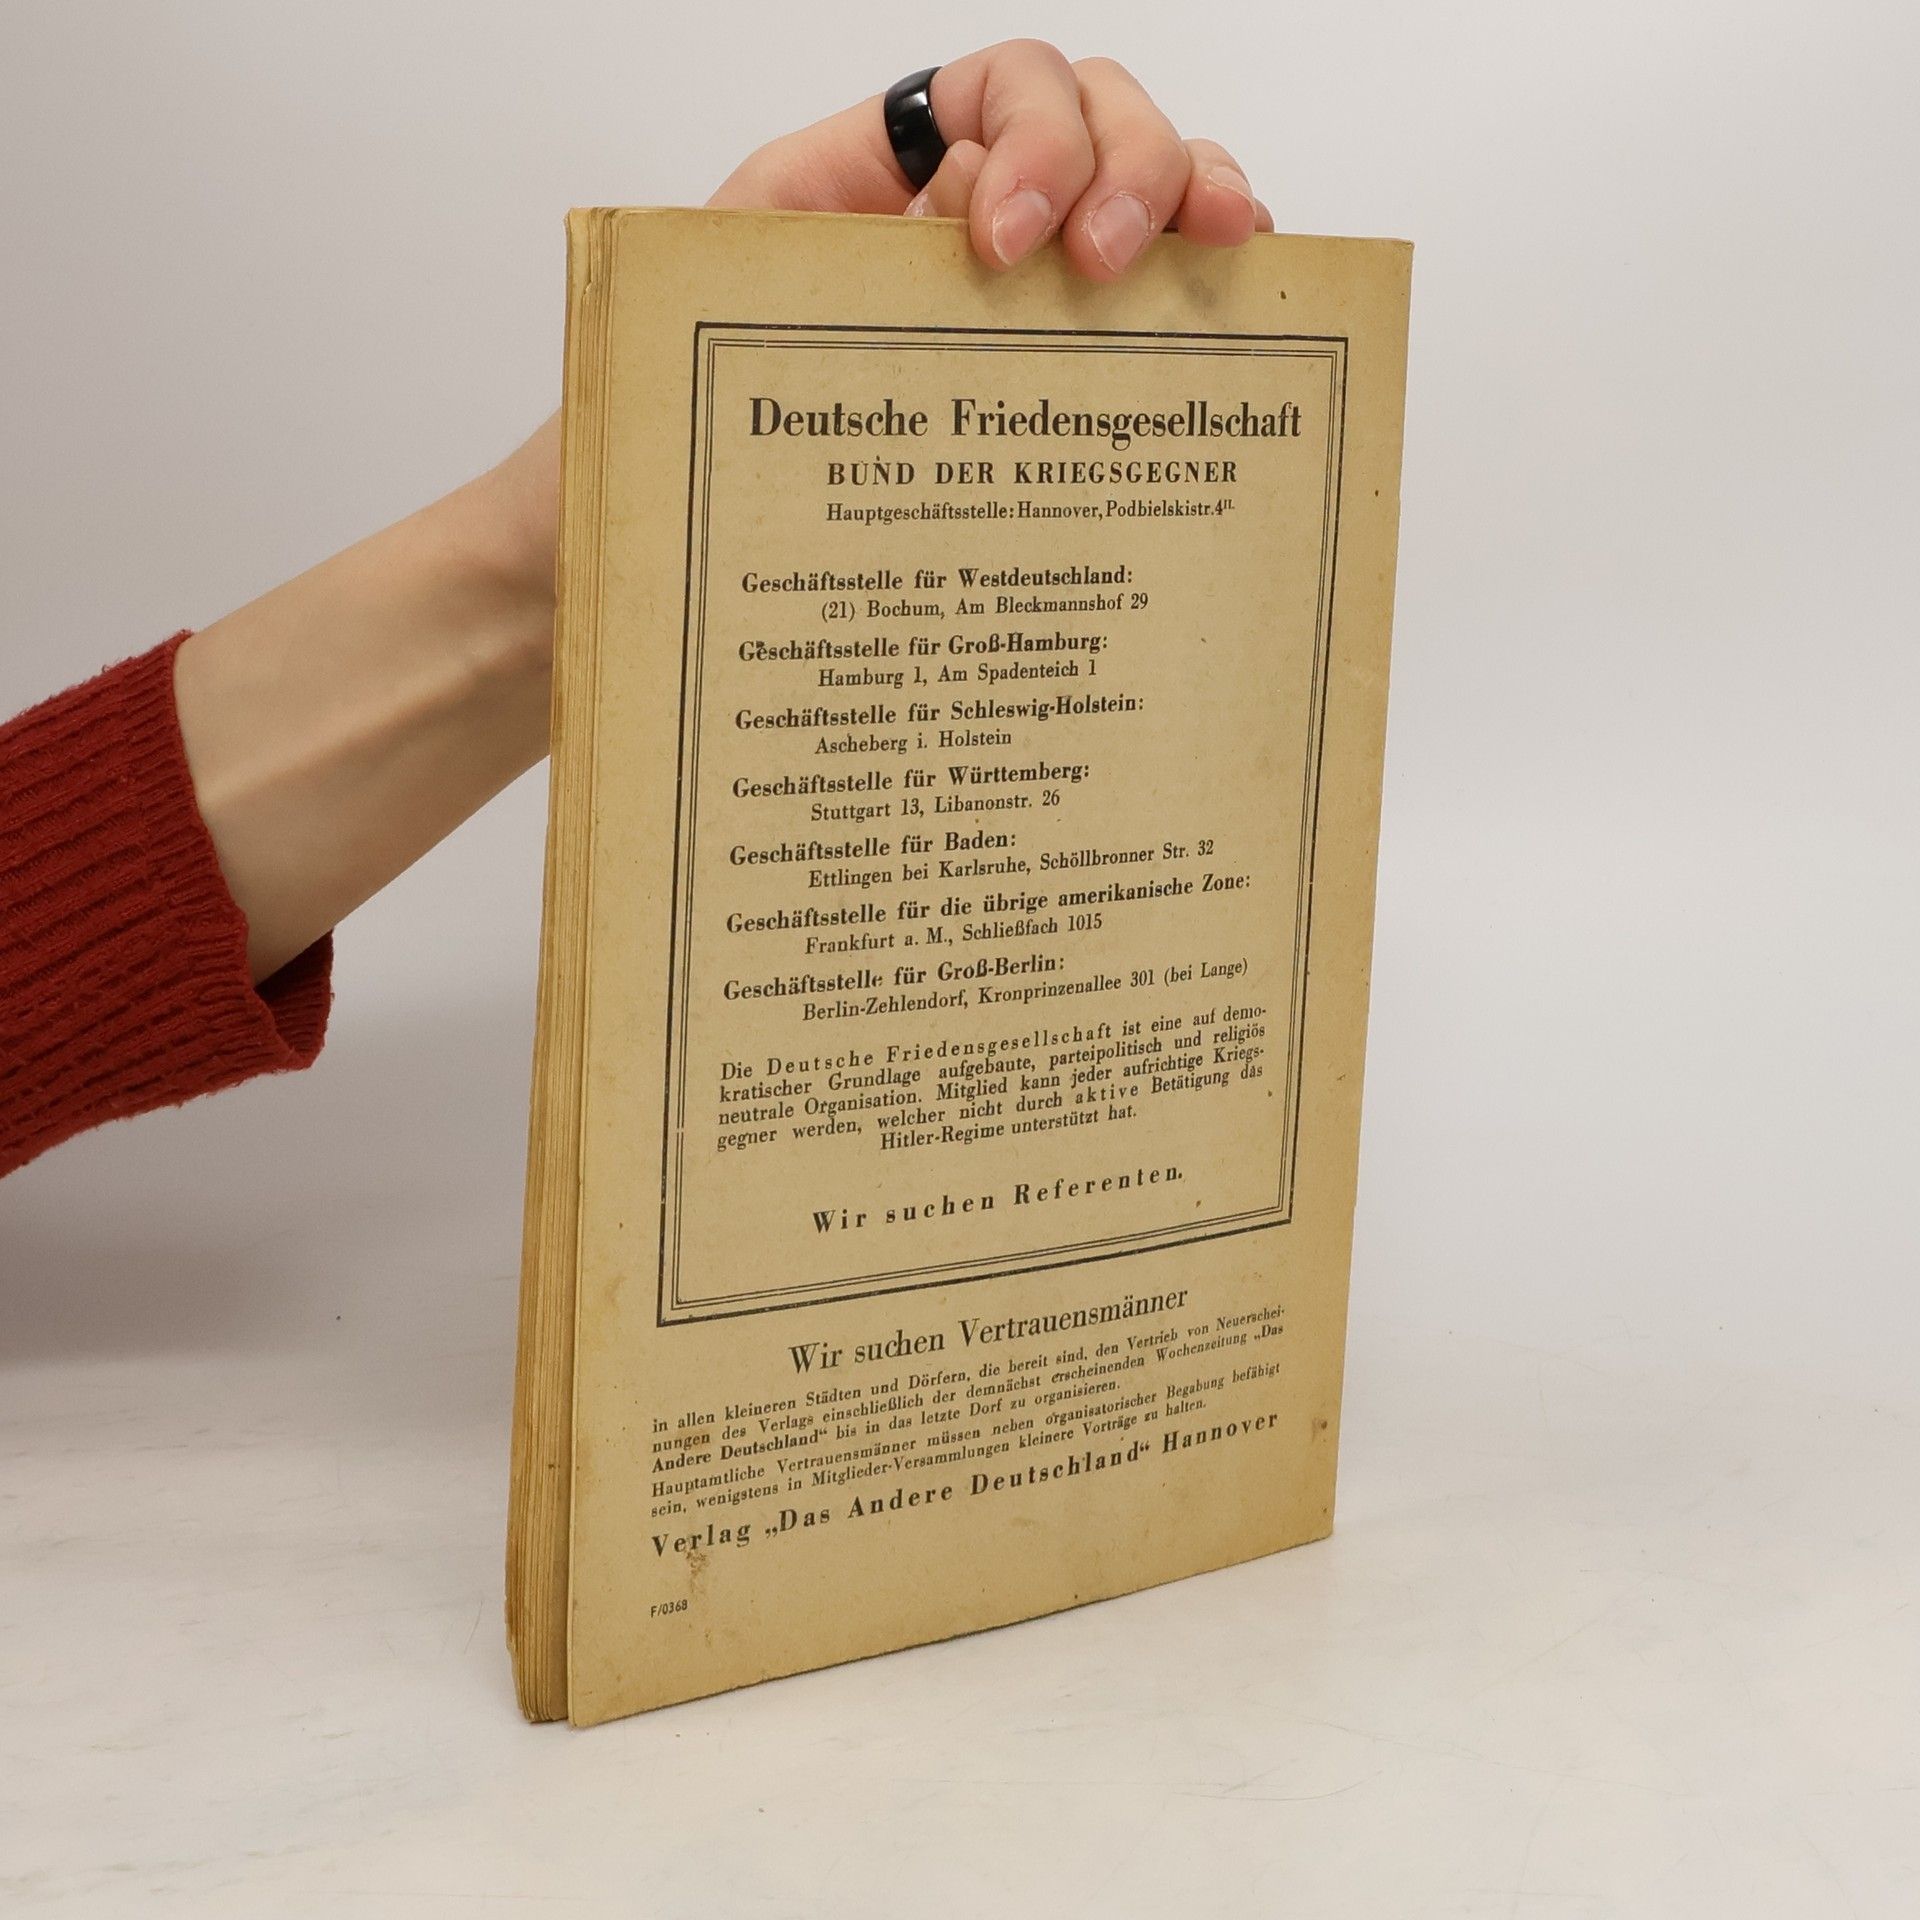 Deutsche Friedensgesellschaft
BUND DER KRIEGSGEGNER
Hauptgeschäftsstelle: Hannover, Podbielskistr. 4II.
Geschäftsstelle für Westdeutschland:
(21) Bochum, Am Bleckmannshof 29
Geschäftsstelle für Groß-Hamburg:
Hamburg 1, Am Spadenteich 1
Geschäftsstelle für Schleswig-Holstein:
Ascheberg i. Holstein
Geschäftsstelle für Württemberg:
Stuttgart 13, Libanonstr. 26
Geschäftsstelle für Baden:
Ettlingen bei Karlsruhe, Schöllbronner Str. 32
Geschäftsstelle für die übrige amerikanische Zone:
Frankfurt a. M., Schließfach 1015
Geschäftsstelle für Groß-Berlin:
Berlin-Zehlendorf, Kronprinzenallee 301 (bei Lange)
Die Deutsche Friedensgesellschaft ist eine auf demo-
kratischer Grundlage aufgebaute, parteipolitisch und religiös
neutrale Organisation. Mitglied kann jeder aufrichtige Kriegs-
gegner werden, welcher nicht durch aktive Betätigung das
Hitler-Regime unterstützt hat.
Wir suchen Referenten.
Wir suchen Vertrauensmänner
in allen kleineren Städten und Dörfern, die bereit sind, den Vertrieb von Neuerschei-
nungen des Verlags einschließlich der demnächst erscheinenden Wochenzeitung „Das
Andere Deutschland“ bis in das letzte Dorf zu organisieren.
Hauptamtliche Vertrauensmänner müssen neben organisatorischer Begabung befähigt
sein, wenigstens in Mitglieder-Versammlungen kleinere Vorträge zu halten.
Verlag „Das Andere Deutschland“ Hannover
F/0368